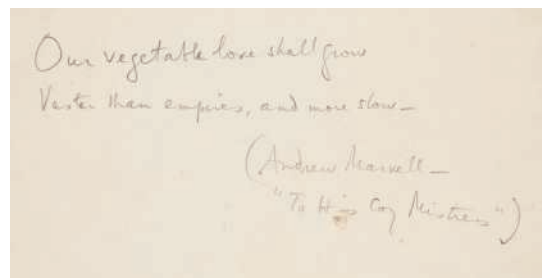 Our vegetable love shall grow
Vaster than empires, and more slow—
(Andrew Marvell—
"To His Coy Mistress")